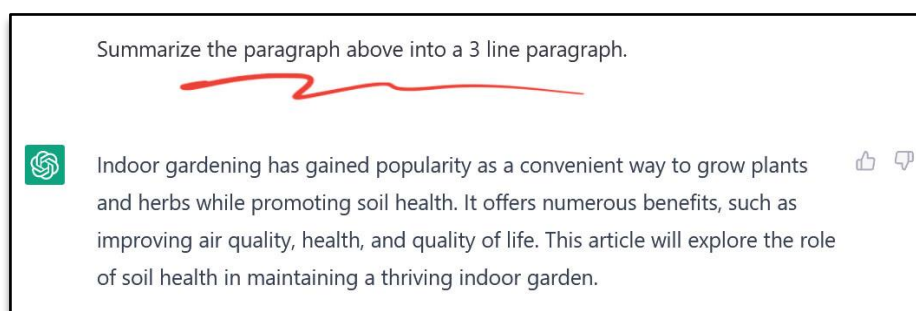 Summarize the paragraph above into a 3 line paragraph.
Indoor gardening has gained popularity as a convenient way to grow plants
and herbs while promoting soil health. It offers numerous benefits, such as
improving air quality, health, and quality of life. This article will explore the role
of soil health in maintaining a thriving indoor garden.